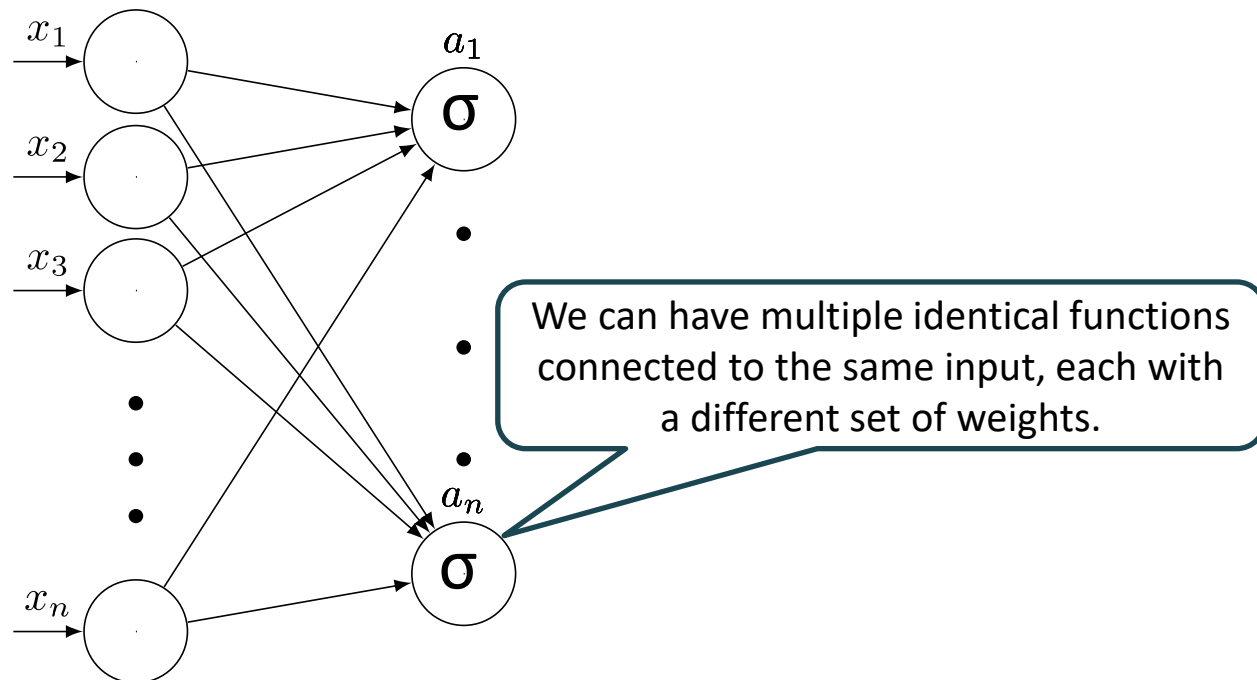 x₁
x₂
x₃
xₙ
a₁
σ
aₙ
σ
We can have multiple identical functions
connected to the same input, each with
a different set of weights.